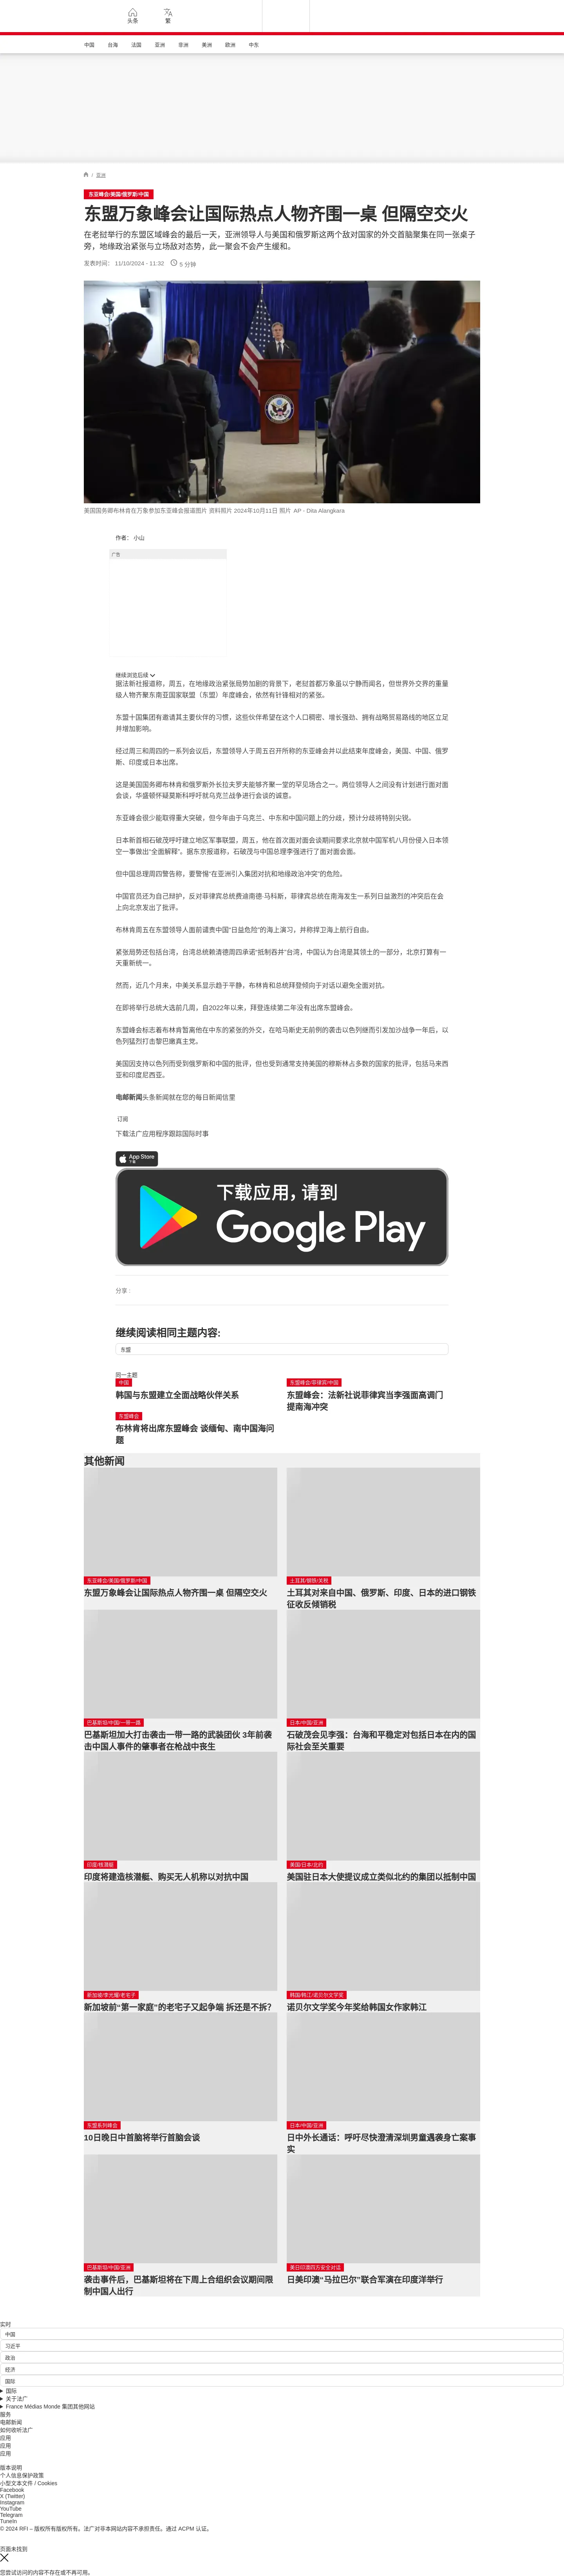 头条
繁
中国
台海
法国
亚洲
非洲
美洲
欧洲
中东
/ 亚洲
东亚峰会/美国/俄罗斯/中国
东盟万象峰会让国际热点人物齐围一桌 但隔空交火
在老挝举行的东盟区域峰会的最后一天，亚洲领导人与美国和俄罗斯这两个敌对国家的外交首脑聚集在同一张桌子旁，地缘政治紧张与立场敌对态势，此一聚会不会产生缓和。
发表时间： 11/10/2024 - 11:32
5 分钟
美国国务卿布林肯在万象参加东亚峰会报道图片 资料照片 2024年10月11日 照片 AP - Dita Alangkara
作者： 小山
广告
继续浏览后续
据法新社报道称，周五，在地缘政治紧张局势加剧的背景下，老挝首都万象虽以宁静而闻名，但世界外交界的重量级人物齐聚东南亚国家联盟（东盟）年度峰会，依然有针锋相对的紧张。
东盟十国集团有邀请其主要伙伴的习惯，这些伙伴希望在这个人口稠密、增长强劲、拥有战略贸易路线的地区立足并增加影响。
经过周三和周四的一系列会议后，东盟领导人于周五召开所称的东亚峰会并以此结束年度峰会，美国、中国、俄罗斯、印度或日本出席。
这是美国国务卿布林肯和俄罗斯外长拉夫罗夫能够齐聚一堂的罕见场合之一。两位领导人之间没有计划进行面对面会谈，华盛顿怀疑莫斯科呼吁就乌克兰战争进行会谈的诚意。
东亚峰会很少能取得重大突破，但今年由于乌克兰、中东和中国问题上的分歧，预计分歧将特别尖锐。
日本新首相石破茂呼吁建立地区军事联盟，周五，他在首次面对面会谈期间要求北京就中国军机八月份侵入日本领空一事做出“全面解释”。据东京报道称，石破茂与中国总理李强进行了面对面会面。
但中国总理周四警告称，要警惕“在亚洲引入集团对抗和地缘政治冲突”的危险。
中国官员还为自己辩护，反对菲律宾总统费迪南德·马科斯，菲律宾总统在南海发生一系列日益激烈的冲突后在会上向北京发出了批评。
布林肯周五在东盟领导人面前谴责中国“日益危险”的海上演习，并称捍卫海上航行自由。
紧张局势还包括台湾，台湾总统赖清德周四承诺“抵制吞并”台湾，中国认为台湾是其领土的一部分，北京打算有一天重新统一。
然而，近几个月来，中美关系显示趋于平静，布林肯和总统拜登倾向于对话以避免全面对抗。
在即将举行总统大选前几周，自2022年以来，拜登连续第二年没有出席东盟峰会。
东盟峰会标志着布林肯暂离他在中东的紧张的外交，在哈马斯史无前例的袭击以色列继而引发加沙战争一年后，以色列猛烈打击黎巴嫩真主党。
美国因支持以色列而受到俄罗斯和中国的批评，但也受到通常支持美国的穆斯林占多数的国家的批评，包括马来西亚和印度尼西亚。
电邮新闻头条新闻就在您的每日新闻信里
订阅
下载法广应用程序跟踪国际时事
App Store
下载
下载应用，请到
Google Play
分享 :
继续阅读相同主题内容:
东盟
同一主题
中国
韩国与东盟建立全面战略伙伴关系
东盟峰会/菲律宾/中国
东盟峰会：法新社说菲律宾当李强面高调门提南海冲突
东盟峰会
布林肯将出席东盟峰会 谈缅甸、南中国海问题
其他新闻
东亚峰会/美国/俄罗斯/中国
东盟万象峰会让国际热点人物齐围一桌 但隔空交火
土耳其/钢铁/关税
土耳其对来自中国、俄罗斯、印度、日本的进口钢铁征收反倾销税
巴基斯坦/中国/一带一路
巴基斯坦加大打击袭击一带一路的武装团伙 3年前袭击中国人事件的肇事者在枪战中丧生
日本/中国/亚洲
石破茂会见李强：台海和平稳定对包括日本在内的国际社会至关重要
印度/核潜艇
印度将建造核潜艇、购买无人机称以对抗中国
美国/日本/北约
美国驻日本大使提议成立类似北约的集团以抵制中国
新加坡/李光耀/老宅子
新加坡前“第一家庭”的老宅子又起争端 拆还是不拆?
韩国/韩江/诺贝尔文学奖
诺贝尔文学奖今年奖给韩国女作家韩江
东盟系列峰会
10日晚日中首脑将举行首脑会谈
日本/中国/亚洲
日中外长通话：呼吁尽快澄清深圳男童遇袭身亡案事实
巴基斯坦/中国/亚洲
袭击事件后，巴基斯坦将在下周上合组织会议期间限制中国人出行
美日印澳四方安全对话
日美印澳“马拉巴尔”联合军演在印度洋举行
实时
中国
习近平
政治
经济
国际
国际
关于法广
France Médias Monde 集团其他网站
服务
电邮新闻
如何收听法广
应用
应用
应用
版本说明
个人信息保护政策
小型文本文件 / Cookies
Facebook
X (Twitter)
Instagram
YouTube
Telegram
TuneIn
© 2024 RFI – 版权所有版权所有。法广对非本网站内容不承担责任。通过 ACPM 认证。
页面未找到
您尝试访问的内容不存在或不再可用。